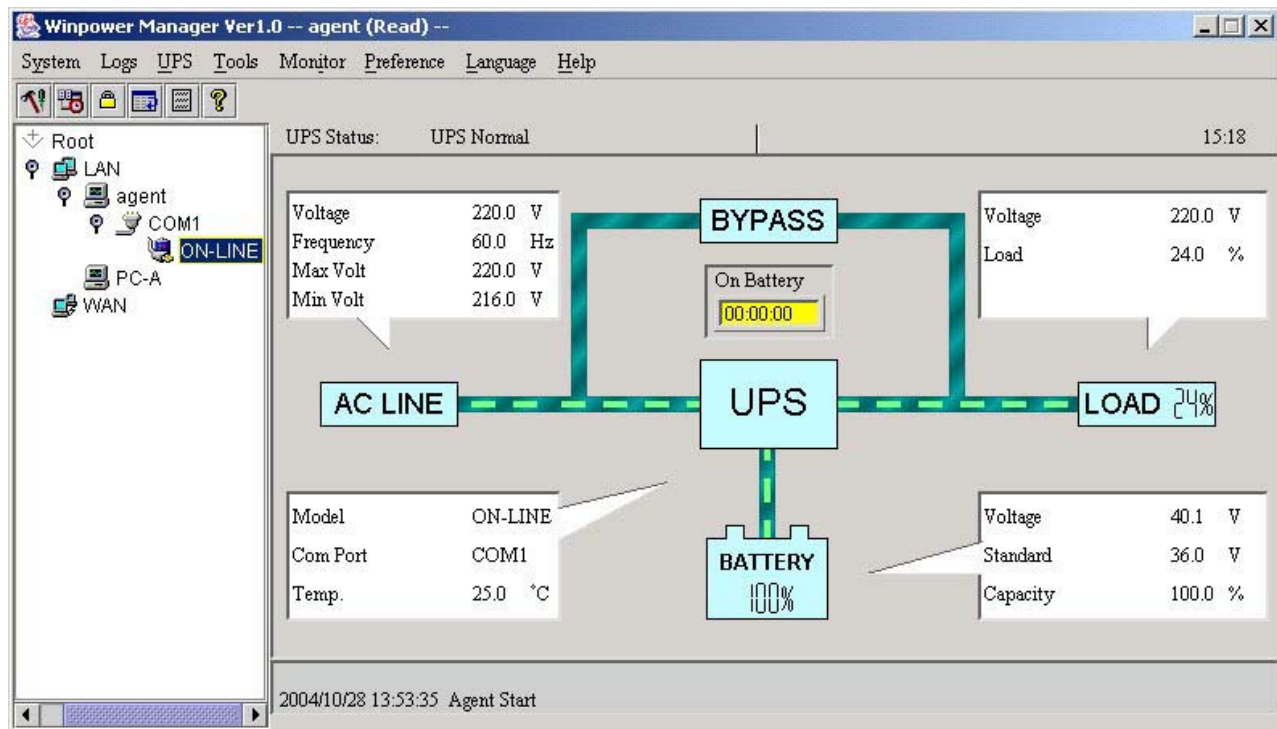 Winpower Manager Ver1.0 -- agent (Read) --
System Logs UPS Tools Monitor Preference Language Help
Root
LAN
agent
COM1
ON-LINE
PC-A
WAN
UPS Status: UPS Normal 15:18
Voltage 220.0 V
Frequency 60.0 Hz
Max Volt 220.0 V
Min Volt 216.0 V
BYPASS
On Battery
00:00:00
Voltage 220.0 V
Load 24.0 %
AC LINE
UPS
LOAD 24%
Model ON-LINE
Com Port COM1
Temp. 25.0 °C
BATTERY
100%
Voltage 40.1 V
Standard 36.0 V
Capacity 100.0 %
2004/10/28 13:53:35 Agent Start